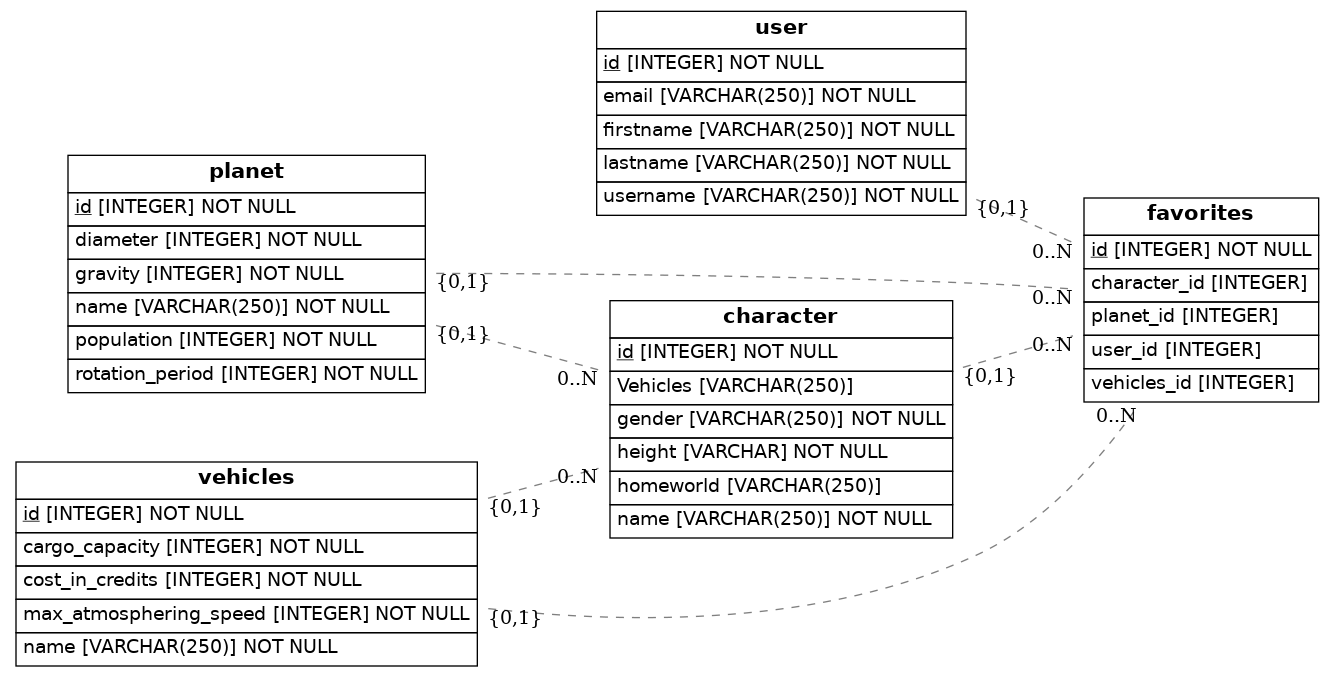 user
id [INTEGER] NOT NULL
email [VARCHAR(250)] NOT NULL
firstname [VARCHAR(250)] NOT NULL
lastname [VARCHAR(250)] NOT NULL
username [VARCHAR(250)] NOT NULL
planet
id [INTEGER] NOT NULL
diameter [INTEGER] NOT NULL
gravity [INTEGER] NOT NULL
name [VARCHAR(250)] NOT NULL
population [INTEGER] NOT NULL
rotation_period [INTEGER] NOT NULL
favorites
id [INTEGER] NOT NULL
character_id [INTEGER]
planet_id [INTEGER]
user_id [INTEGER]
vehicles_id [INTEGER]
character
id [INTEGER] NOT NULL
Vehicles [VARCHAR(250)]
gender [VARCHAR(250)] NOT NULL
height [VARCHAR] NOT NULL
homeworld [VARCHAR(250)]
name [VARCHAR(250)] NOT NULL
vehicles
id [INTEGER] NOT NULL
cargo_capacity [INTEGER] NOT NULL
cost_in_credits [INTEGER] NOT NULL
max_atmosphering_speed [INTEGER] NOT NULL
name [VARCHAR(250)] NOT NULL
{0,1}
0..N
{0,1}
0..N
{0,1}
0..N
{0,1}
0..N
{0,1}
0..N
{0,1}
0..N